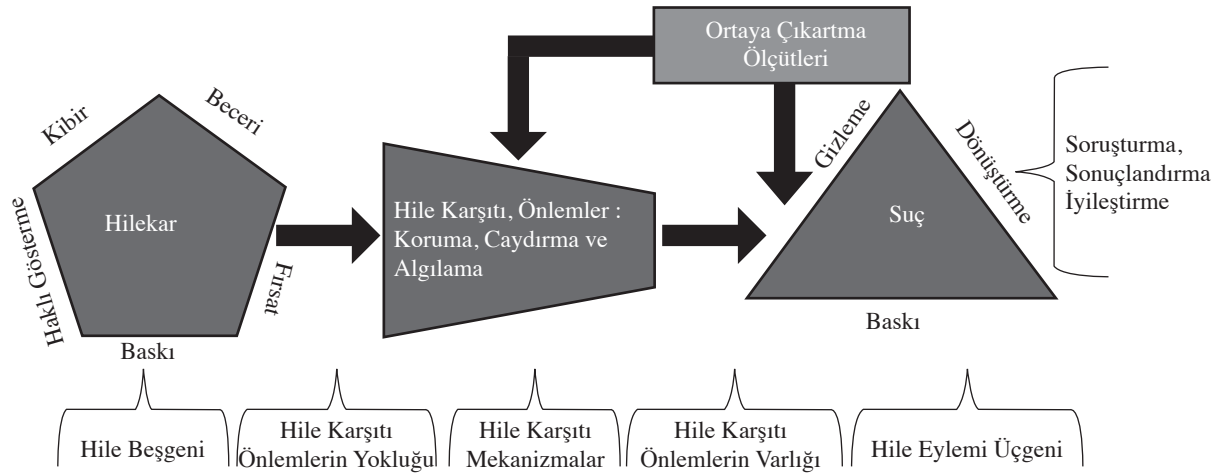 Ortaya Çıkartma
Ölçütleri
Kibir
Beceri
Haklı Gösterme
Hilekar
Fırsat
Baskı
Hile Karşıtı, Önlemler :
Koruma, Caydırma ve
Algılama
Gizleme
Dönüştürme
Suç
Baskı
Soruşturma,
Sonuçlandırma
İyileştirme
Hile Beşgeni
Hile Karşıtı
Önlemlerin Yokluğu
Hile Karşıtı
Mekanizmalar
Hile Karşıtı
Önlemlerin Varlığı
Hile Eylemi Üçgeni